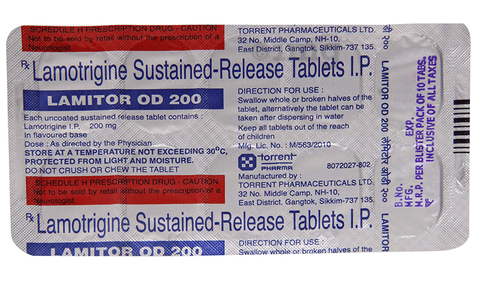 SCHEDULE H PRESCRIPTION DRUG - CAUTION
Not to be sold by retail without the prescription of a
Neurologist.
Rx Lamotrigine Sustained-Release Tablets I.P.
LAMITOR OD 200
Each uncoated sustained release tablet contains :
Lamotrigine I.P. 200 mg
In flavoured base
Dose : As directed by the Physician
STORE AT A TEMPERATURE NOT EXCEEDING 30°C,
PROTECTED FROM LIGHT AND MOISTURE.
DO NOT CRUSH OR CHEW THE TABLET
TORRENT PHARMACEUTICALS LTD.
32 No. Middle Camp, NH-10,
East District, Gangtok, Sikkim-737 135.
DIRECTION FOR USE :
Swallow whole or broken halves of the
tablet, alternatively the tablet can be
taken after dispersing in water
Keep all tablets out of the reach
of children
Mfg. Lic. No. : M/563/2010
torrent
PHARMA
8072027-802
Manufactured by :
TORRENT PHARMACEUTICALS LTD.
32 No. Middle Camp, NH-10,
East District, Gangtok, Sikkim-737 135.
SCHEDULE H PRESCRIPTION DRUG - CAUTION
Not to be sold by retail without the prescription of a
Neurologist.
Rx Lamotrigine Sustained-Release Tablets I.P.
LAMITOR OD 200
DIRECTION FOR USE :
Swallow whole or broken halves of the
LAMITOR OD 200
LAMITOR
B.No.
MFG.
EXP.
M.R.P. PER BLISTER PACK OF 10 TABS.
INCLUSIVE OF ALL TAXES